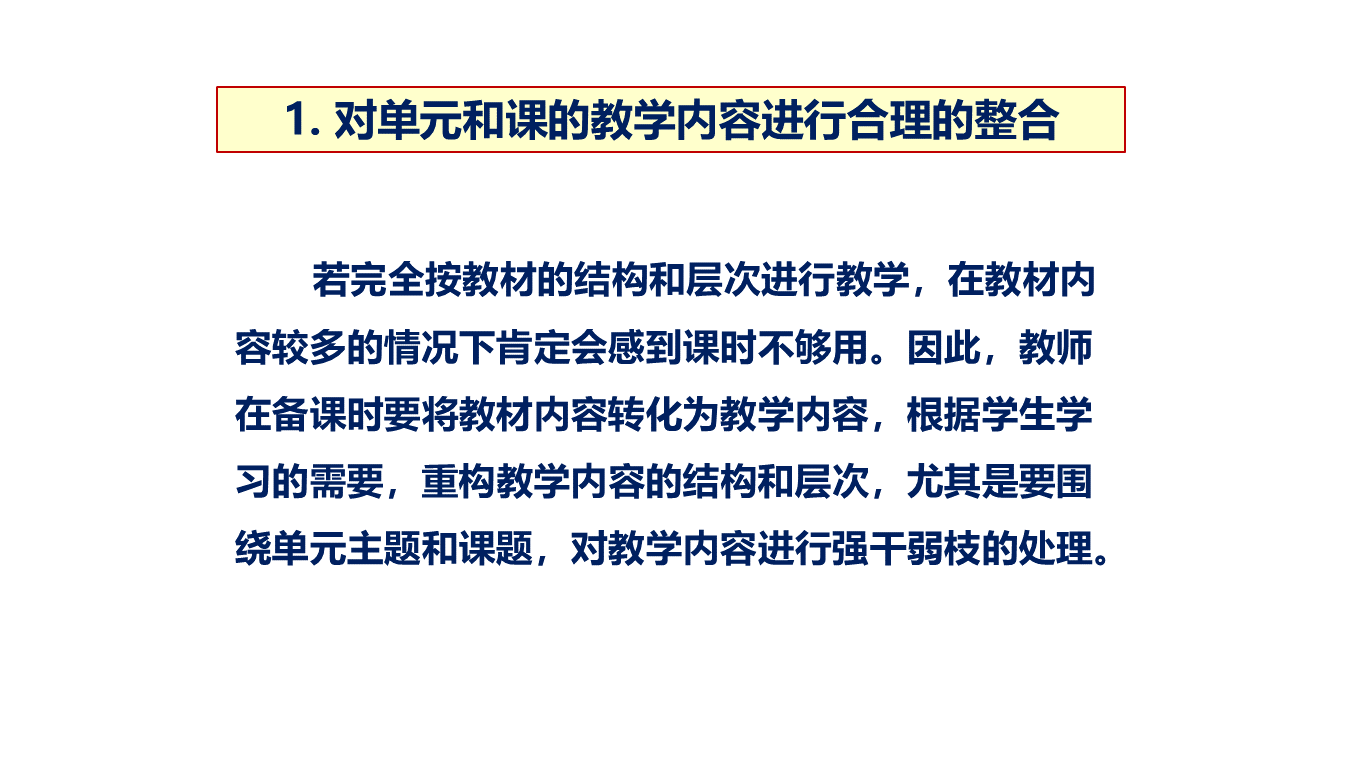 1. 对单元和课的教学内容进行合理的整合
若完全按教材的结构和层次进行教学，在教材内
容较多的情况下肯定会感到课时不够用。因此，教师
在备课时要将教材内容转化为教学内容，根据学生学
习的需要，重构教学内容的结构和层次，尤其是要围
绕单元主题和课题，对教学内容进行强干弱枝的处理。